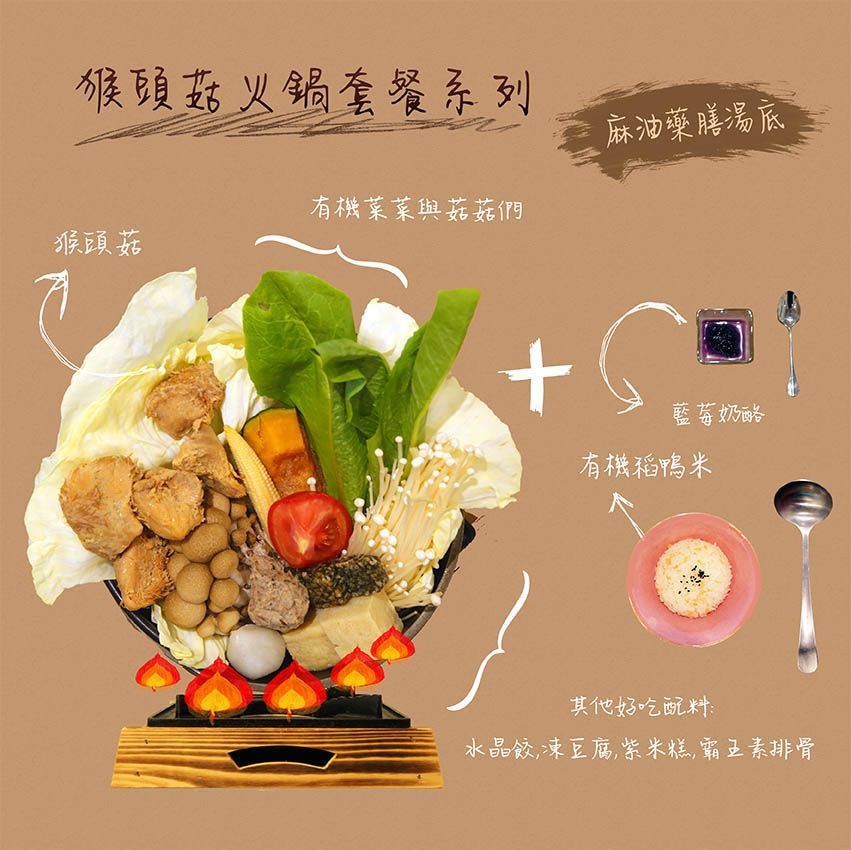 猴頭菇火鍋套餐系列
麻油藥膳湯底
有機菜菜與菇菇們
猴頭菇
藍莓奶酪
有機稻鴨米
其他好吃配料:
水晶餃,凍豆腐,紫米糕,霸王素排骨